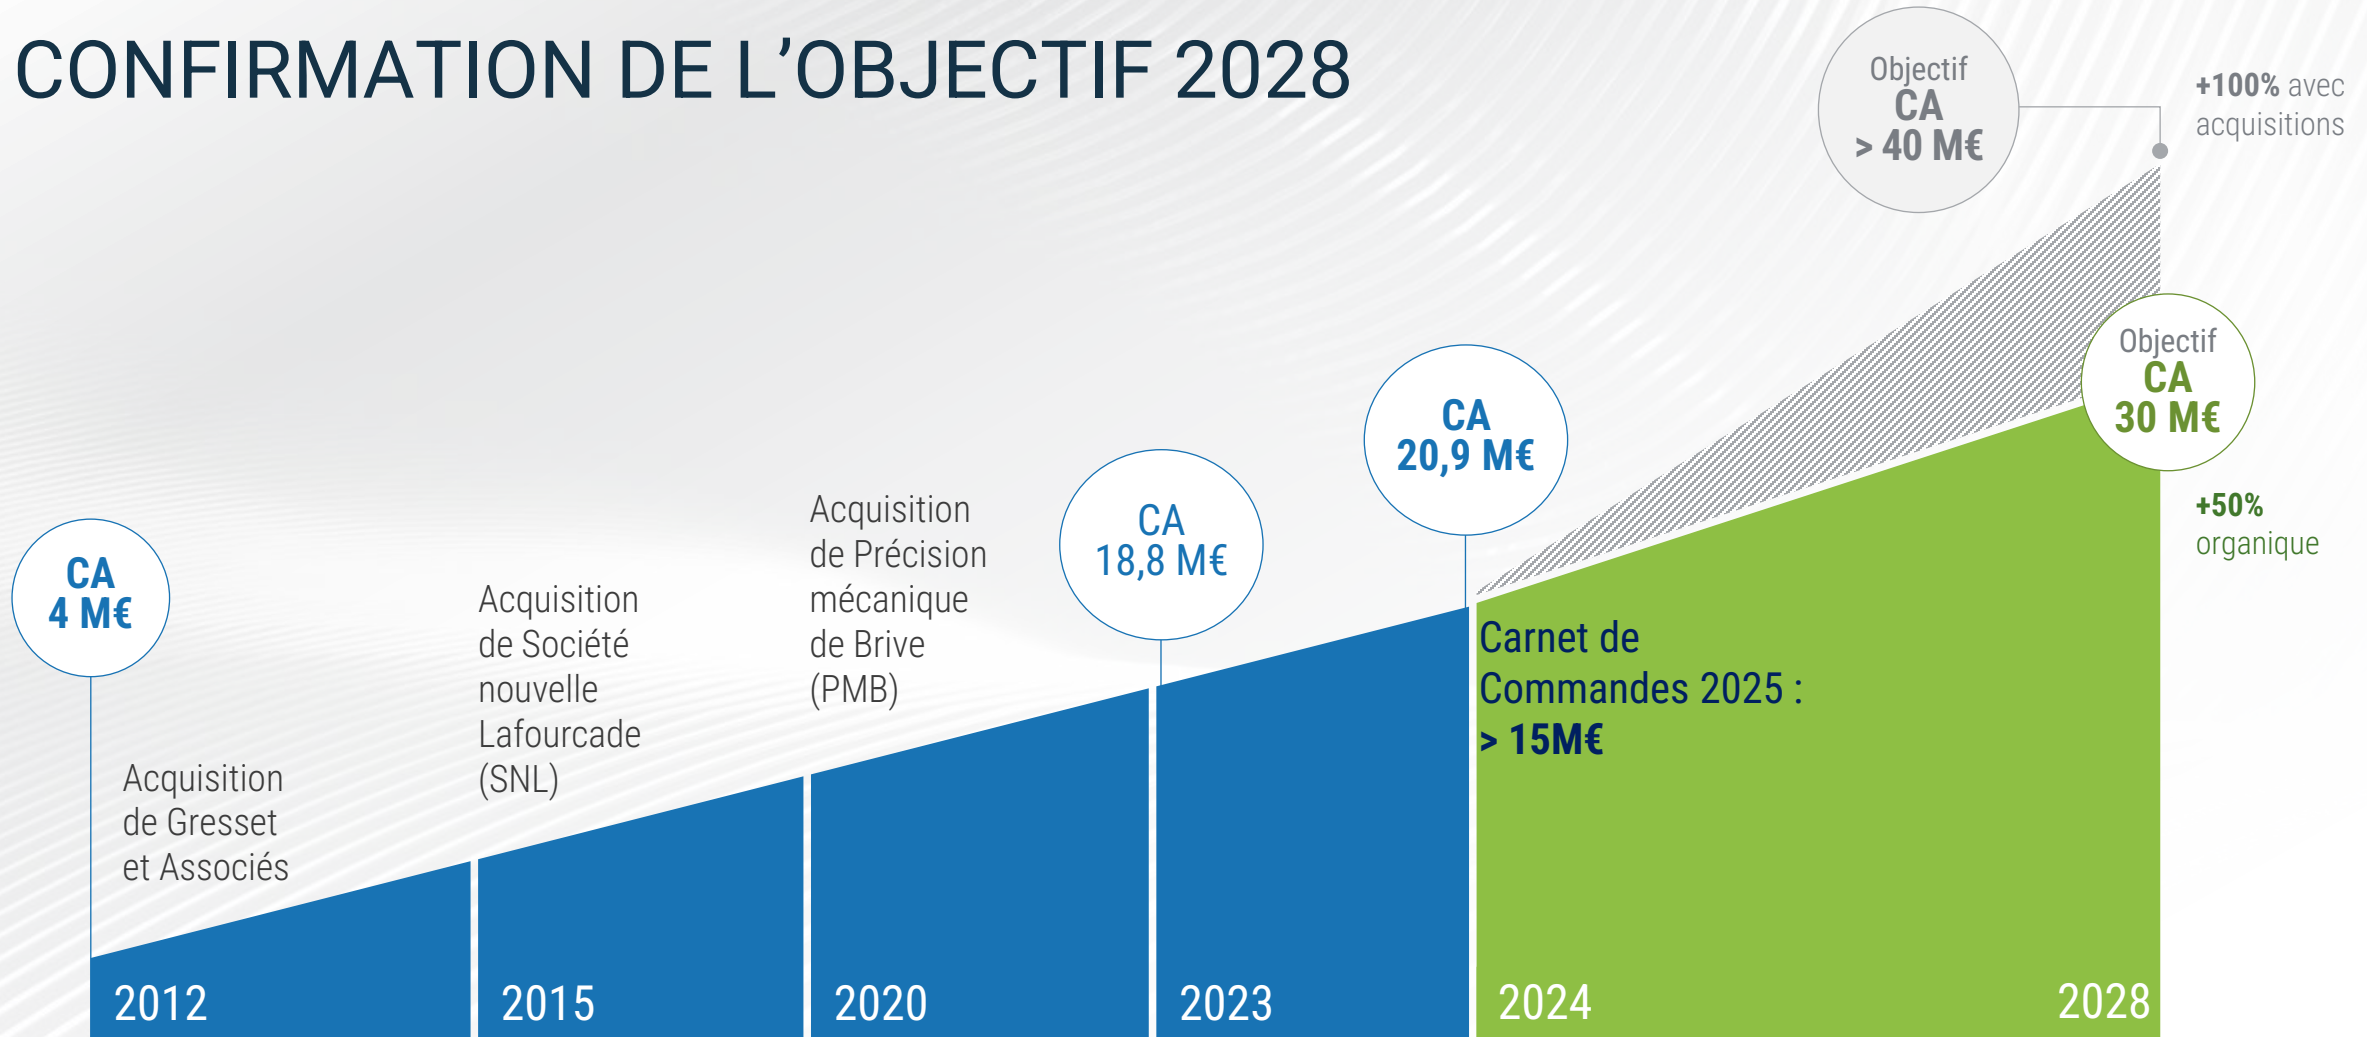 CONFIRMATION DE L’OBJECTIF 2028
Objectif
CA
> 40 M€
+100% avec
acquisitions
Objectif
CA
30 M€
+50%
organique
CA
20,9 M€
CA
18,8 M€
CA
4 M€
Acquisition
de Gresset
et Associés
Acquisition
de Société
nouvelle
Lafourcade
(SNL)
Acquisition
de Précision
mécanique
de Brive
(PMB)
Carnet de
Commandes 2025 :
> 15M€
2012
2015
2020
2023
2024
2028